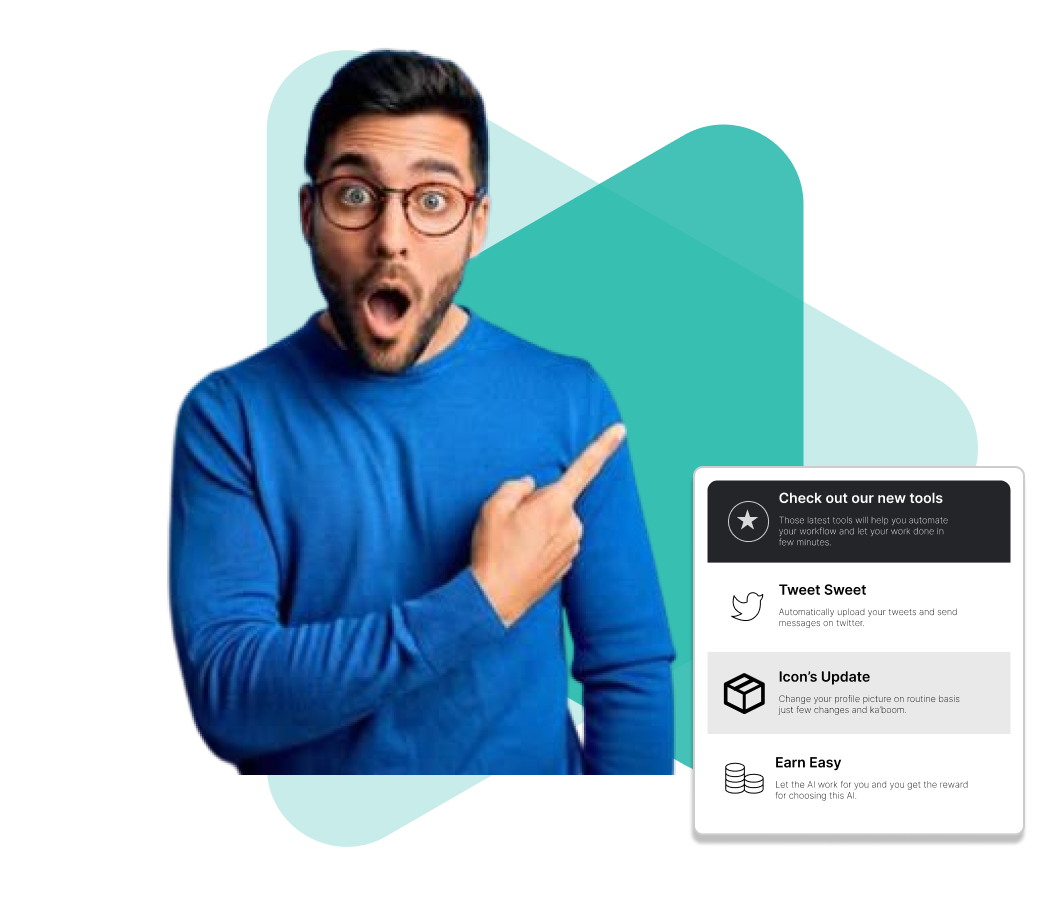 Check out our new tools
Those latest tools will help you automate
your workflow and let your work done in
few minutes.
Tweet Sweet
Automatically upload your tweets and send
messages on twitter.
Icon's Update
Change your profile picture on routine basis
just few changes and ka'boom.
Earn Easy
Let the AI work for you and you get the reward
for choosing this AI.